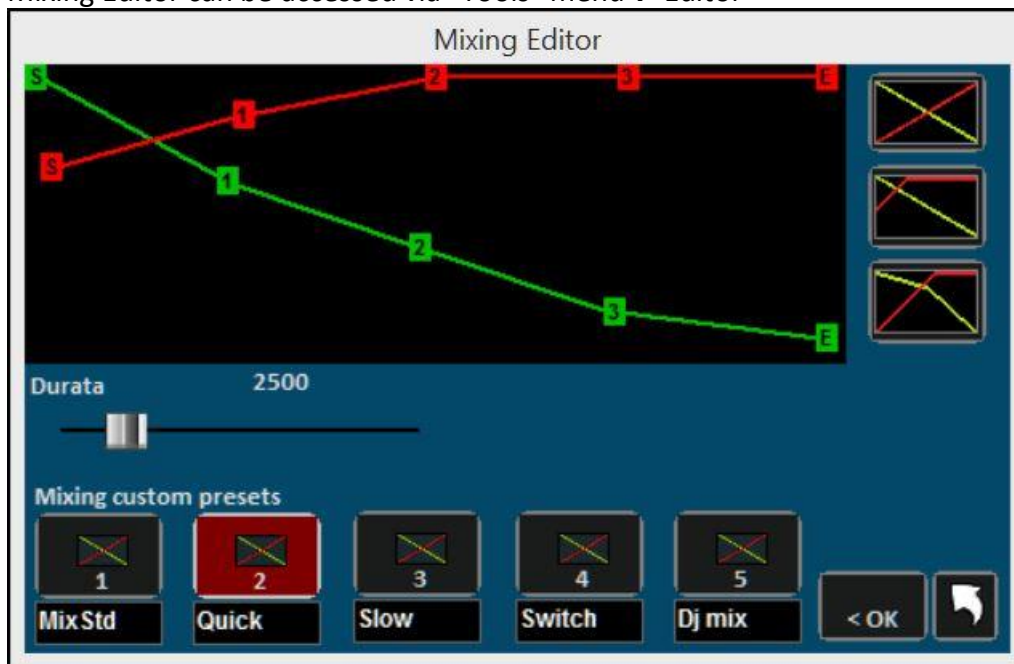 Mixing Editor can be accessed via Tools menu Editor
Mixing Editor
S 2 3 E
1
S
1
2
3
E
Durata 2500
Mixing custom presets
1 2 3 4 5
Mix Std Quick Slow Switch Dj mix
< OK